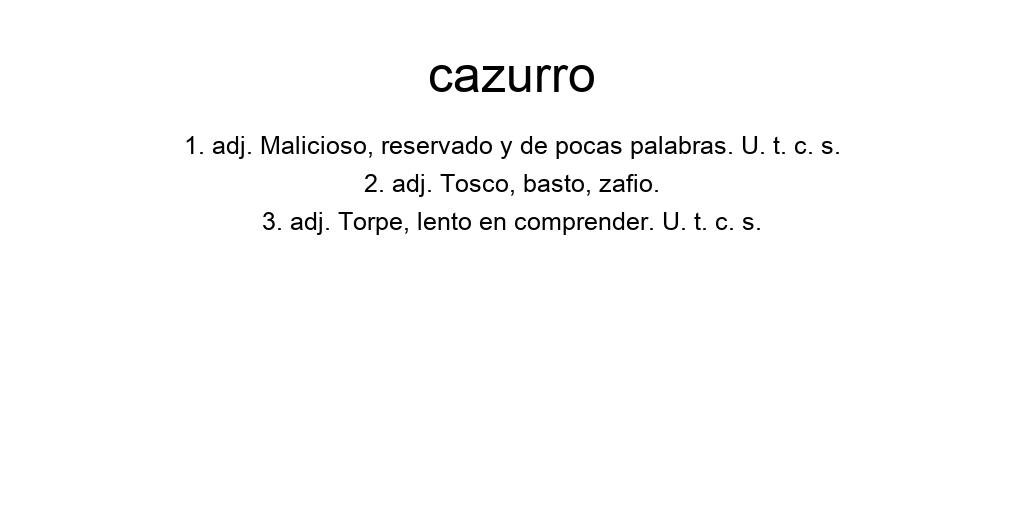 cazurro
1. adj. Malicioso, reservado y de pocas palabras. U. t. c. s.
2. adj. Tosco, basto, zafio.
3. adj. Torpe, lento en comprender. U. t. c. s.